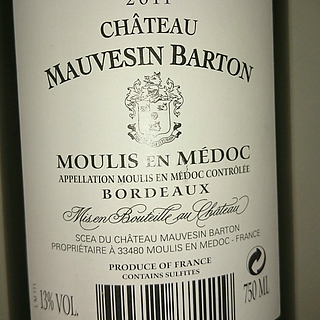 2011
CHÂTEAU
MAUVESIN BARTON
MOULIS EN MÉDOC
APPELLATION MOULIS EN MÉDOC CONTRÔLÉE
BORDEAUX
Mis en Bouteille au Château
SCEA DU CHÂTEAU MAUVESIN BARTON
PROPRIÉTAIRE À 33480 MOULIS EN MEDOC - FRANCE
PRODUCE OF FRANCE
CONTAINS SULFITES
13% VOL.
750 ML